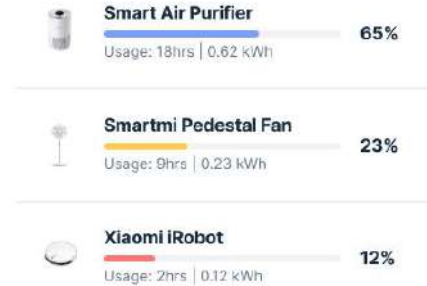 Smart Air Purifier
65%
Usage: 18hrs | 0.62 kWh
Smartmi Pedestal Fan
23%
Usage: 9hrs | 0.23 kWh
Xiaomi iRobot
12%
Usage: 2hrs | 0.12 kWh